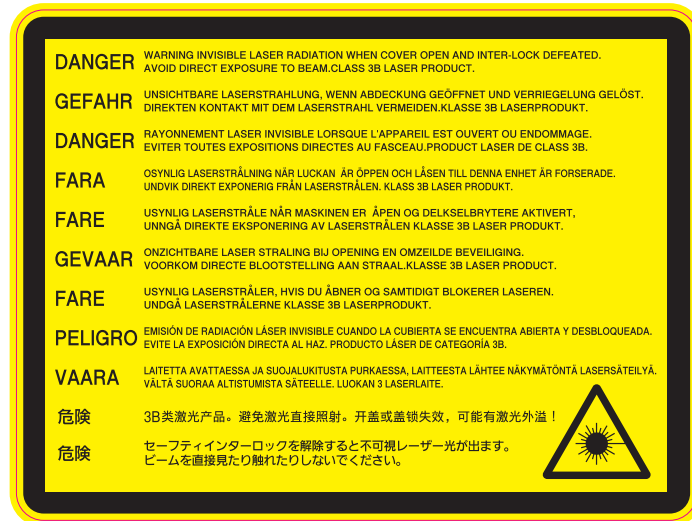 DANGER WARNING INVISIBLE LASER RADIATION WHEN COVER OPEN AND INTER-LOCK DEFEATED.
AVOID DIRECT EXPOSURE TO BEAM.CLASS 3B LASER PRODUCT.
GEFAHR UNSICHTBARE LASERSTRAHLUNG, WENN ABDECKUNG GEÖFFNET UND VERRIEGELUNG GELÖST.
DIREKTEN KONTAKT MIT DEM LASERSTRAHL VERMEIDEN.KLASSE 3B LASERPRODUKT.
DANGER RAYONNEMENT LASER INVISIBLE LORSQUE L'APPAREIL EST OUVERT OU ENDOMMAGE.
EVITER TOUTES EXPOSITIONS DIRECTES AU FASCEAU.PRODUCT LASER DE CLASS 3B.
FARA OSYNLIG LASERSTRÅLNING NÄR LUCKAN ÄR ÖPPEN OCH LÅSEN TILL DENNA ENHET ÄR FORSERADE.
UNDVIK DIREKT EXPONERIG FRÅN LASERSTRÅLEN. KLASS 3B LASER PRODUKT.
FARE USYNLIG LASERSTRÅLE NÅR MASKINEN ER ÅPEN OG DELKSELBRYTERE AKTIVERT,
UNNGÅ DIREKTE EKSPONERING AV LASERSTRÅLEN KLASSE 3B LASER PRODUKT.
GEVAAR ONZICHTBARE LASER STRALING BIJ OPENING EN OMZEILDE BEVEILIGING.
VOORKOM DIRECTE BLOOTSTELLING AAN STRAAL.KLASSE 3B LASER PRODUCT.
FARE USYNLIG LASERSTRÅLER, HVIS DU ÅBNER OG SAMTIDIGT BLOKERER LASEREN.
UNDGÅ LASERSTRÅLERNE KLASSE 3B LASERPRODUKT.
PELIGRO EMISIÓN DE RADIACIÓN LÁSER INVISIBLE CUANDO LA CUBIERTA SE ENCUENTRA ABIERTA Y DESBLOQUEADA.
EVITE LA EXPOSICIÓN DIRECTA AL HAZ. PRODUCTO LÁSER DE CATEGORÍA 3B.
VAARA LAITETTA AVATTAESSA JA SUOJALUKITUSTA PURKAESSA, LAITTEESTA LÄHTEE NÄKYMÄTÖNTÄ LASERSÄTEILYÄ.
VÄLTÄ SUORAA ALTISTUMISTA SÄTEELLE. LUOKAN 3 LASERLAITE.
危険 3B类激光产品。避免激光直接照射。开盖或盖锁失效，可能有激光外溢！
危険 セーフティインターロックを解除すると不可視レーザー光が出ます。
ビームを直接見たり触れたりしないでください。